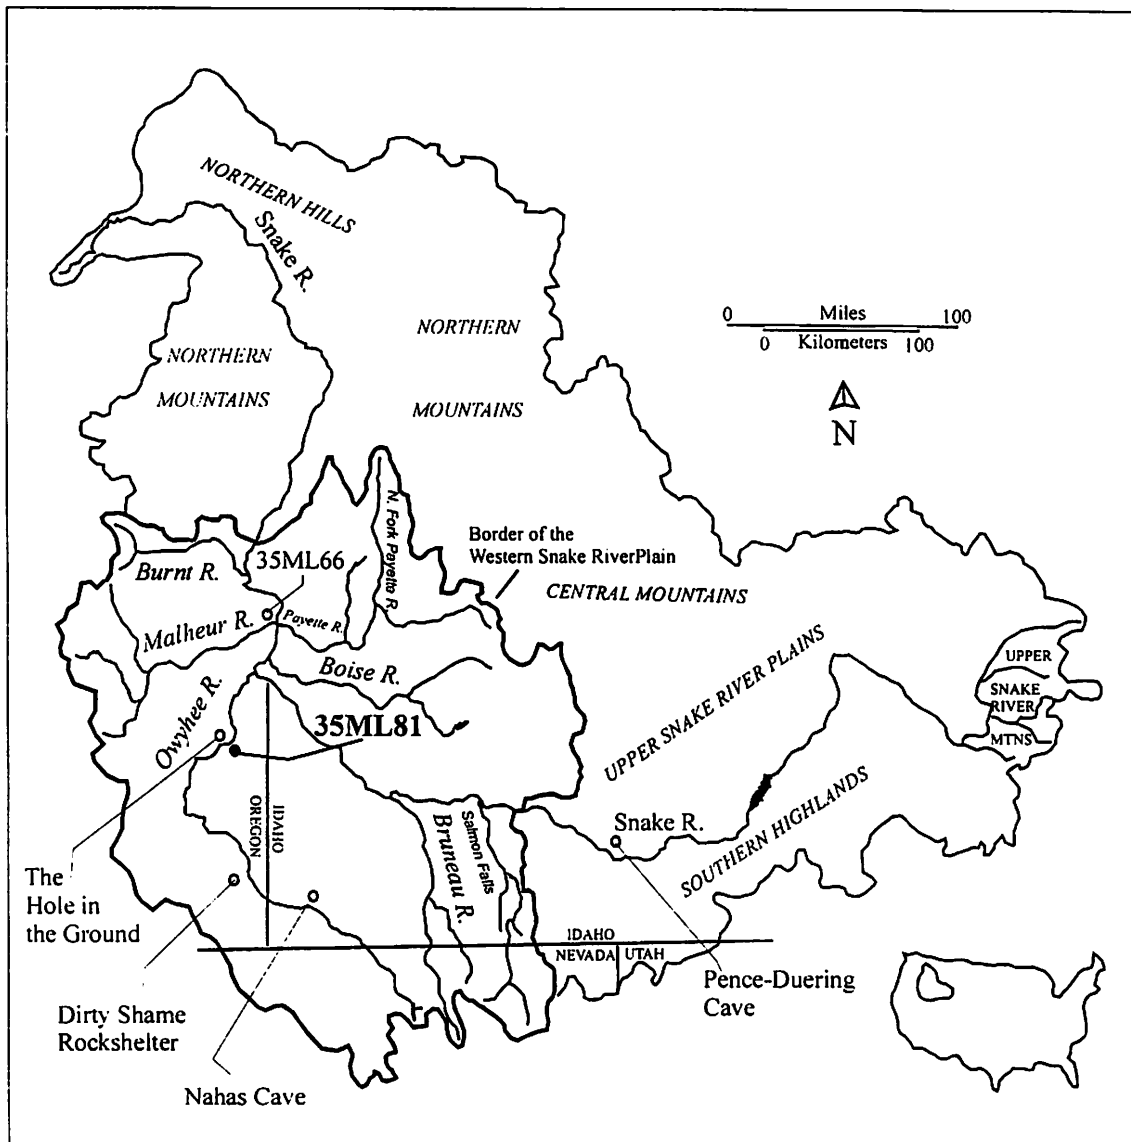 NORTHERN HILLS
Snake R.
NORTHERN
MOUNTAINS
NORTHERN
MOUNTAINS
0 Miles 100
0 Kilometers 100
N
N. Fork Payette R.
Border of the
Western Snake RiverPlain
CENTRAL MOUNTAINS
35ML66
Burnt R.
Malheur R.
Payette R.
Boise R.
Owyhee R.
35ML81
UPPER SNAKE RIVER PLAINS
UPPER
SNAKE
RIVER
MTNS
IDAHO
OREGON
Bruneau R.
Salmon Falls
Snake R.
SOUTHERN HIGHLANDS
The
Hole in
the Ground
IDAHO
NEVADA
UTAH
Pence-Duering
Cave
Dirty Shame
Rockshelter
Nahas Cave